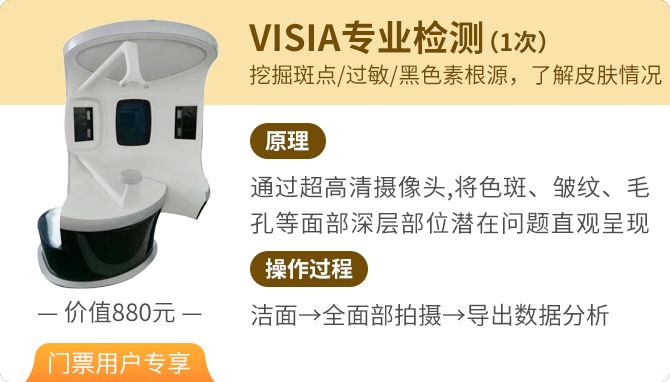 VISIA专业检测(1次)
挖掘斑点/过敏/黑色素根源，了解皮肤情况
原理
通过超高清摄像头,将色斑、皱纹、毛
孔等面部深层部位潜在问题直观呈现
操作过程
洁面→全面部拍摄→导出数据分析
— 价值880元 —
门票用户专享